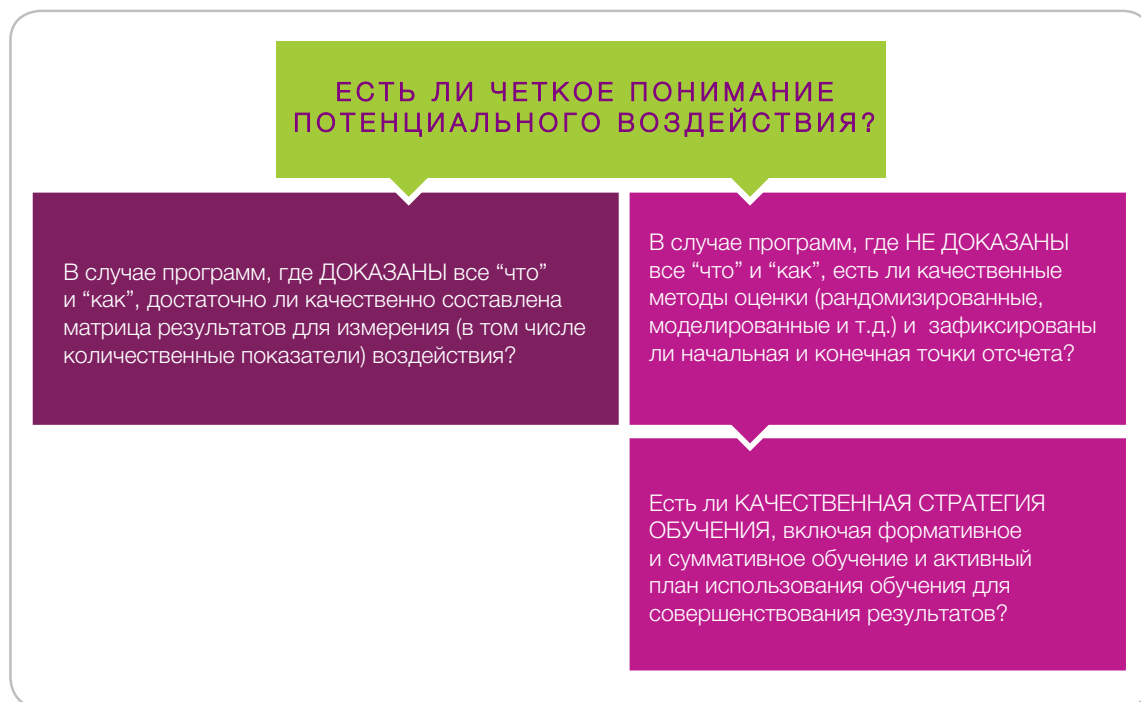 ЕСТЬ ЛИ ЧЕТКОЕ ПОНИМАНИЕ
ПОТЕНЦИАЛЬНОГО ВОЗДЕЙСТВИЯ?
В случае программ, где ДОКАЗАНЫ все “что”
и “как”, достаточно ли качественно составлена
матрица результатов для измерения (в том числе
количественные показатели) воздействия?
В случае программ, где НЕ ДОКАЗАНЫ
все “что” и “как”, есть ли качественные
методы оценки (рандомизированные,
моделированные и т.д.) и зафиксированы
ли начальная и конечная точки отсчета?
Есть ли КАЧЕСТВЕННАЯ СТРАТЕГИЯ
ОБУЧЕНИЯ, включая формативное
и суммативное обучение и активный
план использования обучения для
совершенствования результатов?